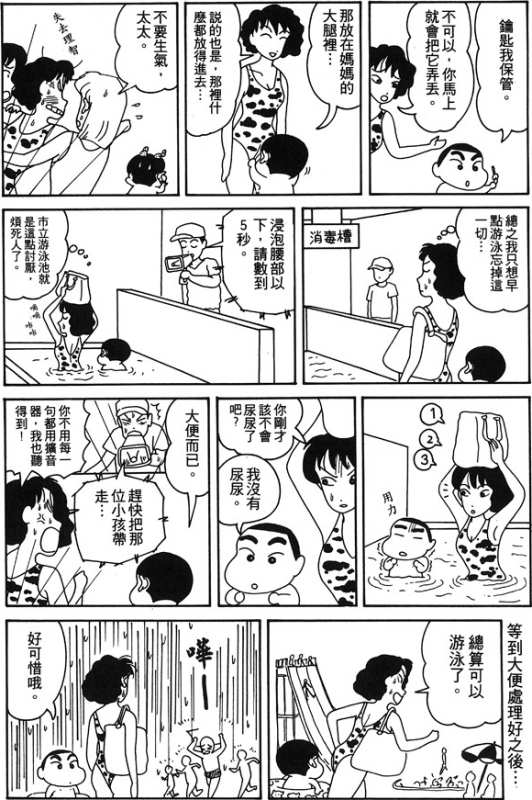 鑰匙我保管。
不可以，你馬上
就會把它弄丟。
那放在媽媽的
大腿裡…
說的也是，那裡什
麼都放得進去…
不要生氣，
太太。
失去理智
總之我只想早
點游泳忘掉這
一切…
消毒槽
浸泡腰部以
下，請數到
5秒。
市立游泳池就
是這點討厭，
煩死人了。
嘀
嘀
咕
咕
①
②
③
用力
你剛才
該不會
尿尿了
吧？
我沒有
尿尿。
大便而已。
趕快把那
位小孩帶
走…
你不用每一
句都用擴音
器，我也聽
得到！
等到大便處理好之後…
總算可以
游泳了。
嘩—
好可惜哦。